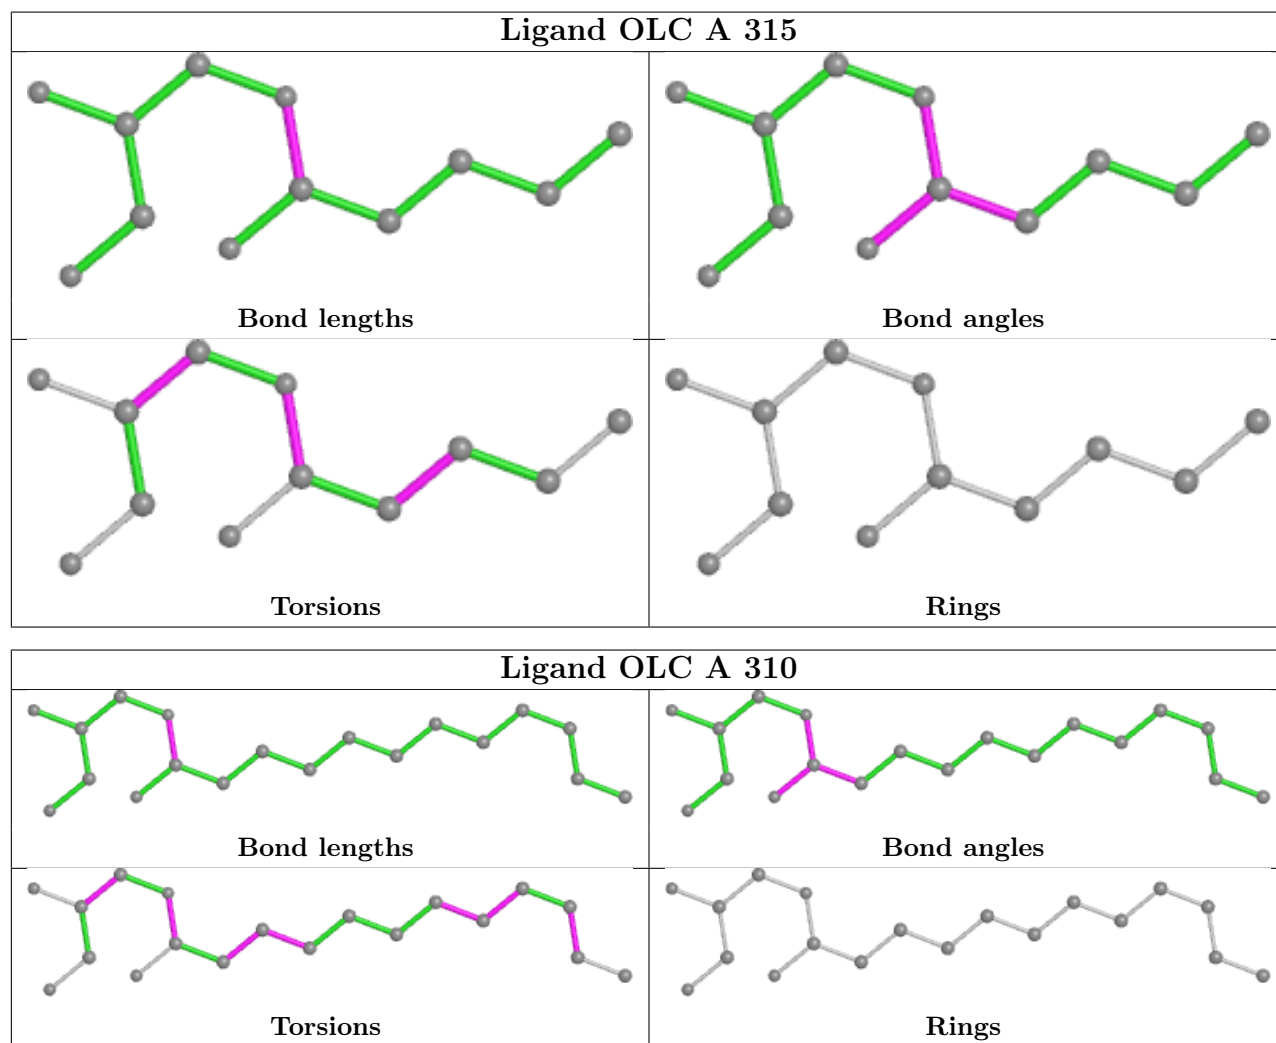 Ligand OLC A 315
Bond lengths
Bond angles
Torsions
Rings
Ligand OLC A 310
Bond lengths
Bond angles
Torsions
Rings